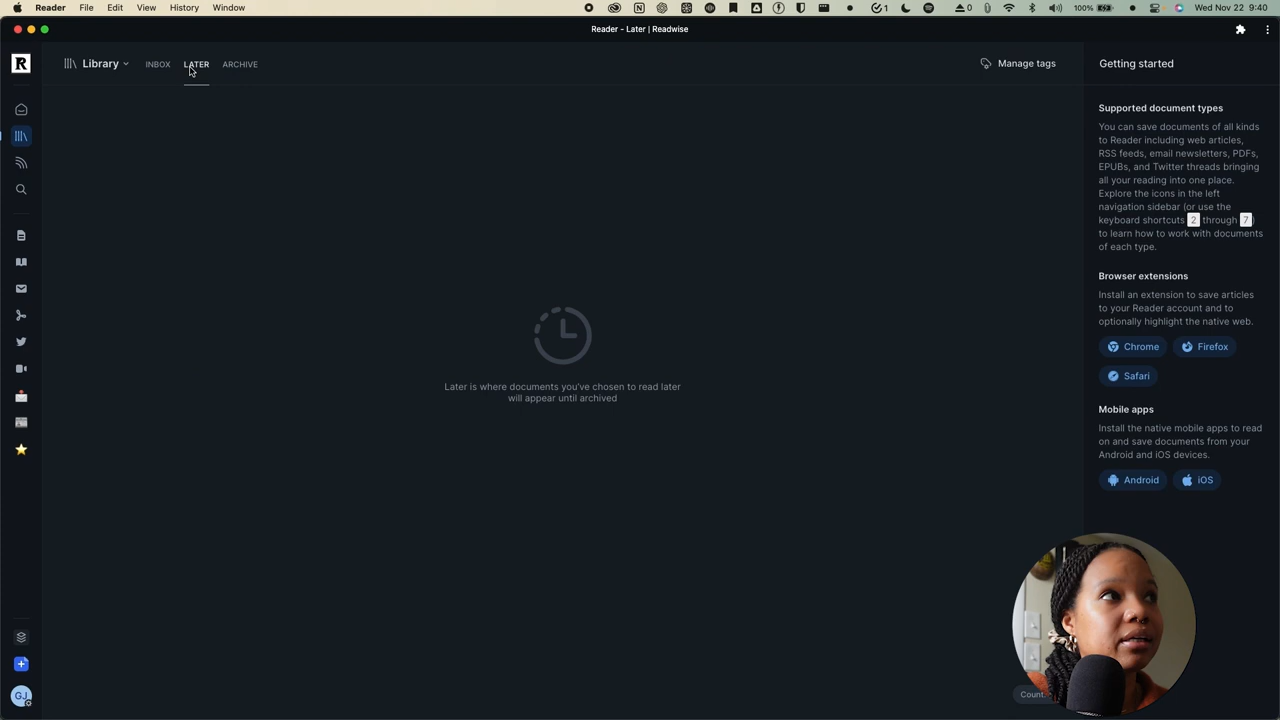 Reader File Edit View History Window
1
0
100%
Wed Nov 22 9:40
Reader - Later | Readwise
R
Library
INBOX
LATER
ARCHIVE
Manage tags
Getting started
Later is where documents you've chosen to read later
will appear until archived
Supported document types
You can save documents of all kinds
to Reader including web articles,
RSS feeds, email newsletters, PDFs,
EPUBs, and Twitter threads bringing
all your reading into one place.
Explore the icons in the left
navigation sidebar (or use the
keyboard shortcuts 2 through 7)
to learn how to work with documents
of each type.
Browser extensions
Install an extension to save articles
to your Reader account and to
optionally highlight the native web.
Chrome
Firefox
Safari
Mobile apps
Install the native mobile apps to read
on and save documents from your
Android and iOS devices.
Android
iOS
Count:
GJ